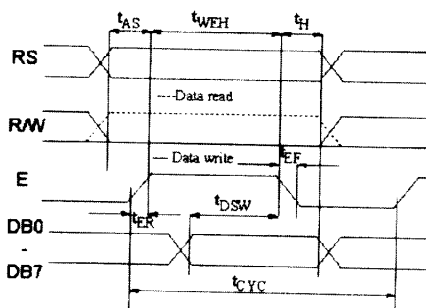 tAS tWEH tH
RS
---Data read
R/W
— Data write tEF
E
tDSW
tER
DB0
-
DB7
tCYC